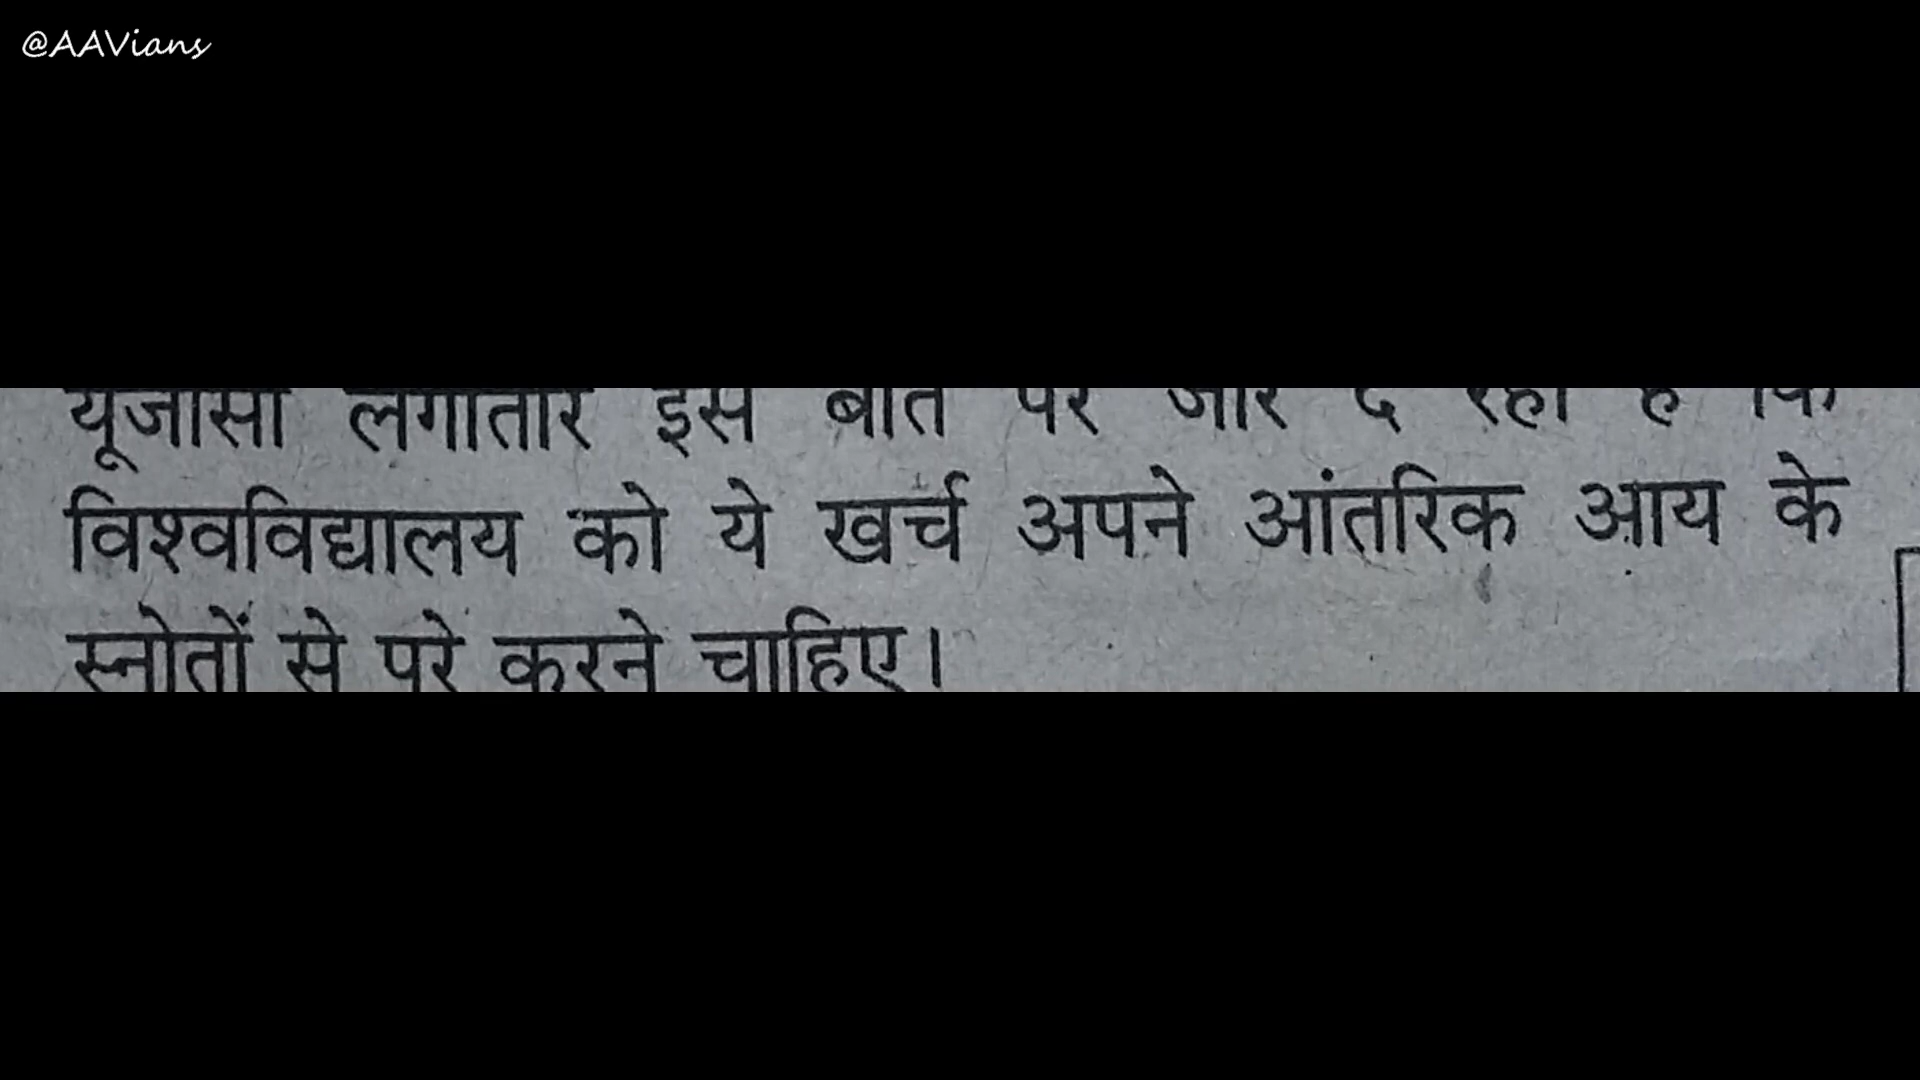 @AAVians
यूजीसी लगातार इस बात पर जोर दे रहा है कि
विश्वविद्यालय को ये खर्च अपने आंतरिक आय के
स्नोतों से पूरे करने चाहिए।